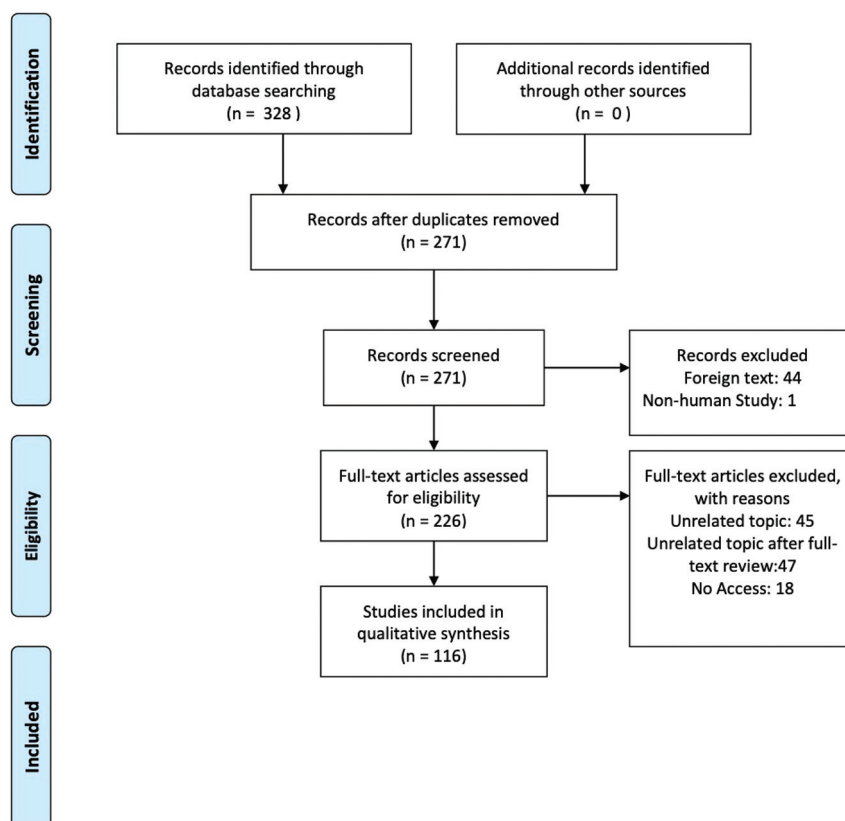 Identification
Records identified through
database searching
(n = 328 )
Additional records identified
through other sources
(n = 0 )
Records after duplicates removed
(n = 271)
Screening
Records screened
(n = 271)
Records excluded
Foreign text: 44
Non-human Study: 1
Eligibility
Full-text articles assessed
for eligibility
(n = 226)
Full-text articles excluded,
with reasons
Unrelated topic: 45
Unrelated topic after full-
text review:47
No Access: 18
Studies included in
qualitative synthesis
(n = 116)
Included